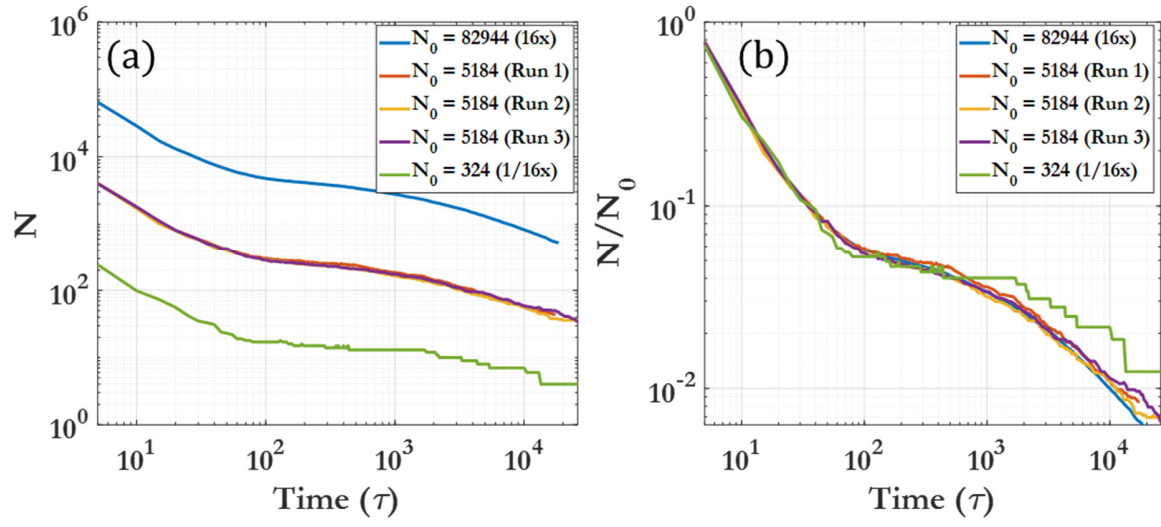 (a)
10^6
10^4
10^2
10^0
N
10^1
10^2
10^3
10^4
Time (τ)
N_0 = 82944 (16x)
N_0 = 5184 (Run 1)
N_0 = 5184 (Run 2)
N_0 = 5184 (Run 3)
N_0 = 324 (1/16x)
(b)
10^0
10^-1
10^-2
N/N_0
10^1
10^2
10^3
10^4
Time (τ)
N_0 = 82944 (16x)
N_0 = 5184 (Run 1)
N_0 = 5184 (Run 2)
N_0 = 5184 (Run 3)
N_0 = 324 (1/16x)